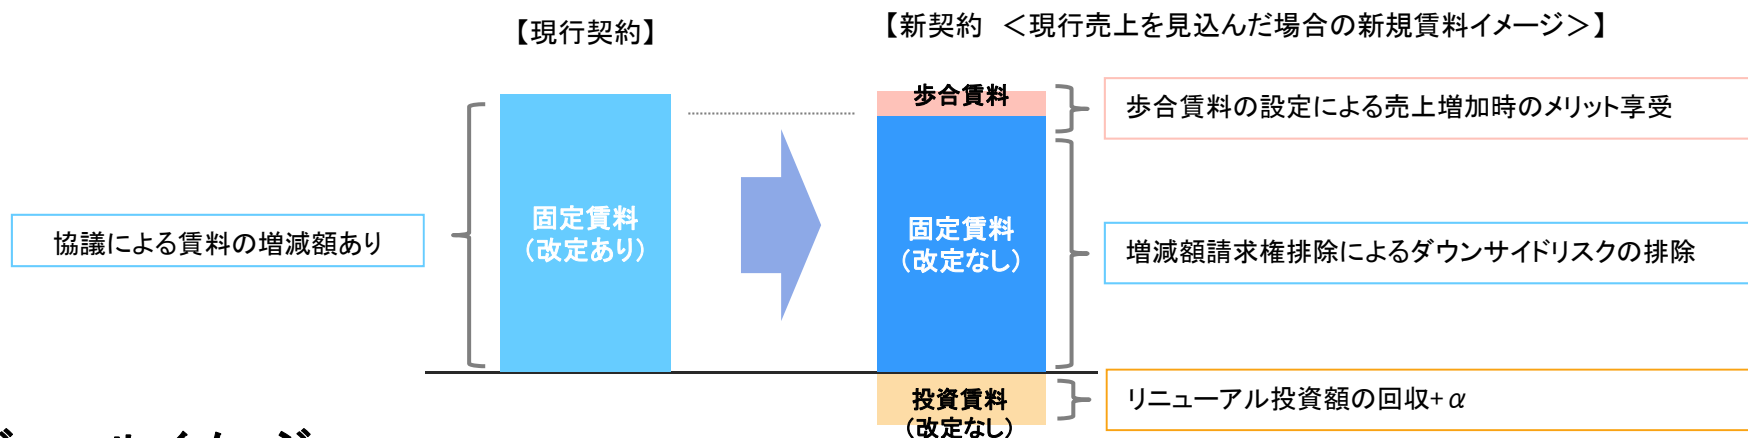 【現行契約】
【新契約 ＜現行売上を見込んだ場合の新規賃料イメージ＞】
歩合賃料
歩合賃料の設定による売上増加時のメリット享受
協議による賃料の増減額あり
固定賃料
（改定あり）
固定賃料
（改定なし）
増減額請求権排除によるダウンサイドリスクの排除
投資賃料
（改定なし）
リニューアル投資額の回収+α